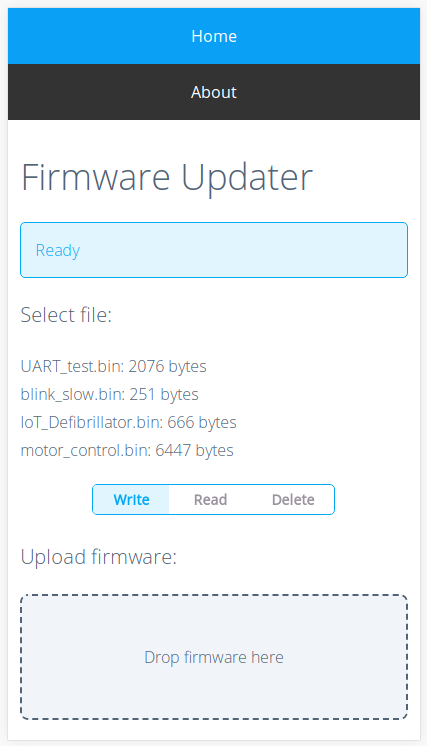 Home
About
Firmware Updater
Ready
Select file:
UART_test.bin: 2076 bytes
blink_slow.bin: 251 bytes
IoT_Defibrillator.bin: 666 bytes
motor_control.bin: 6447 bytes
Write Read Delete
Upload firmware:
Drop firmware here